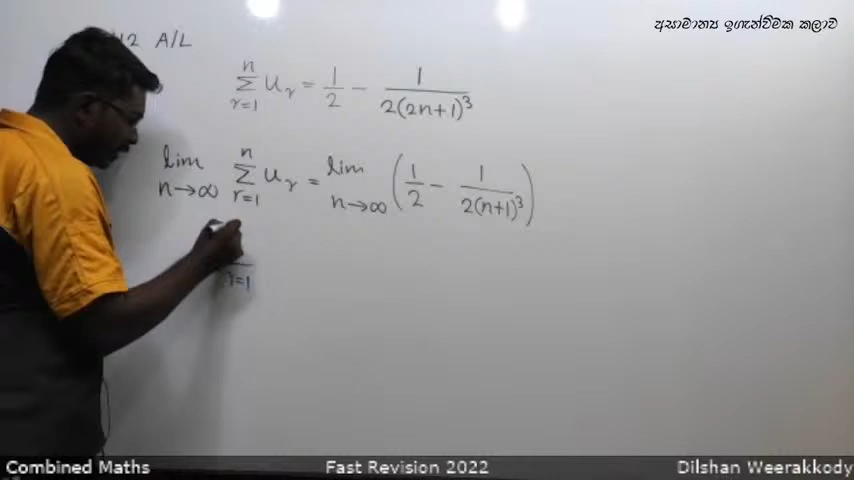 අසාමාන්‍ය ඉගැන්වීමක කලාව
12 A/L
n
∑ uᵣ = 1/2 − 1/(2(2n+1)³)
r=1
lim n→∞ n ∑ r=1 uᵣ = lim n→∞ (1/2 − 1/(2(n+1)³))
r=1
Combined Maths Fast Revision 2022 Dilshan Weerakkody